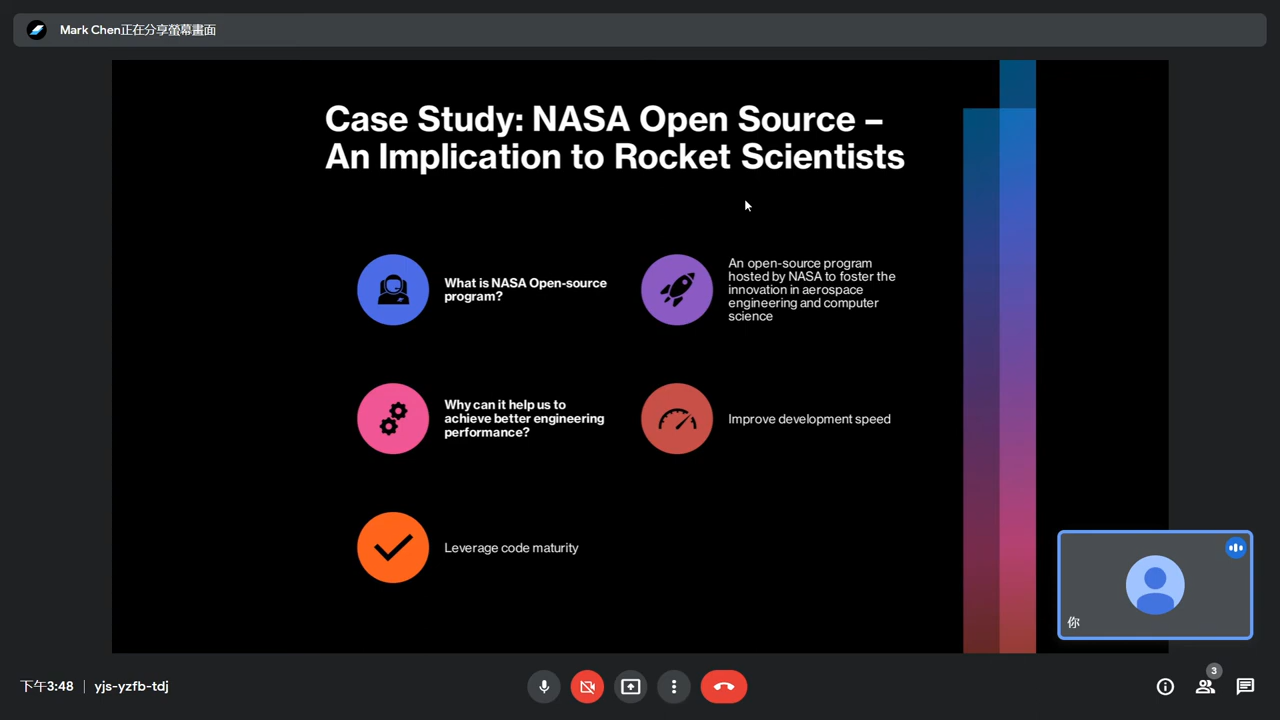 Mark Chen正在分享螢幕畫面
Case Study: NASA Open Source –
An Implication to Rocket Scientists
What is NASA Open-source
program?
An open-source program
hosted by NASA to foster the
innovation in aerospace
engineering and computer
science
Why can it help us to
achieve better engineering
performance?
Improve development speed
Leverage code maturity
你
下午3:48 | yjs-yzfb-tdj
3